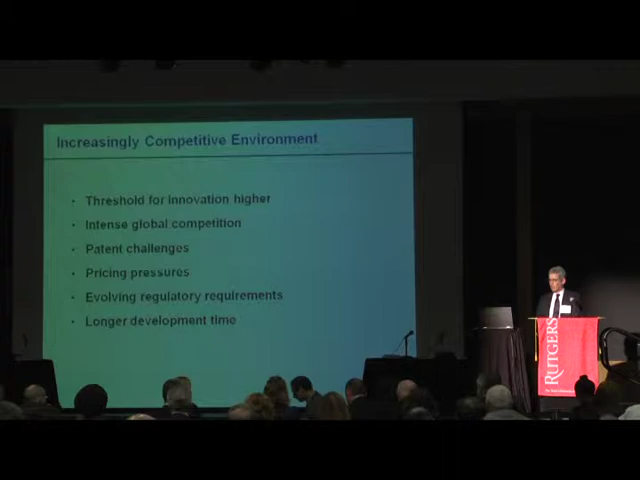 Increasingly Competitive Environment
• Threshold for innovation higher
• Intense global competition
• Patent challenges
• Pricing pressures
• Evolving regulatory requirements
• Longer development time
RUTGERS